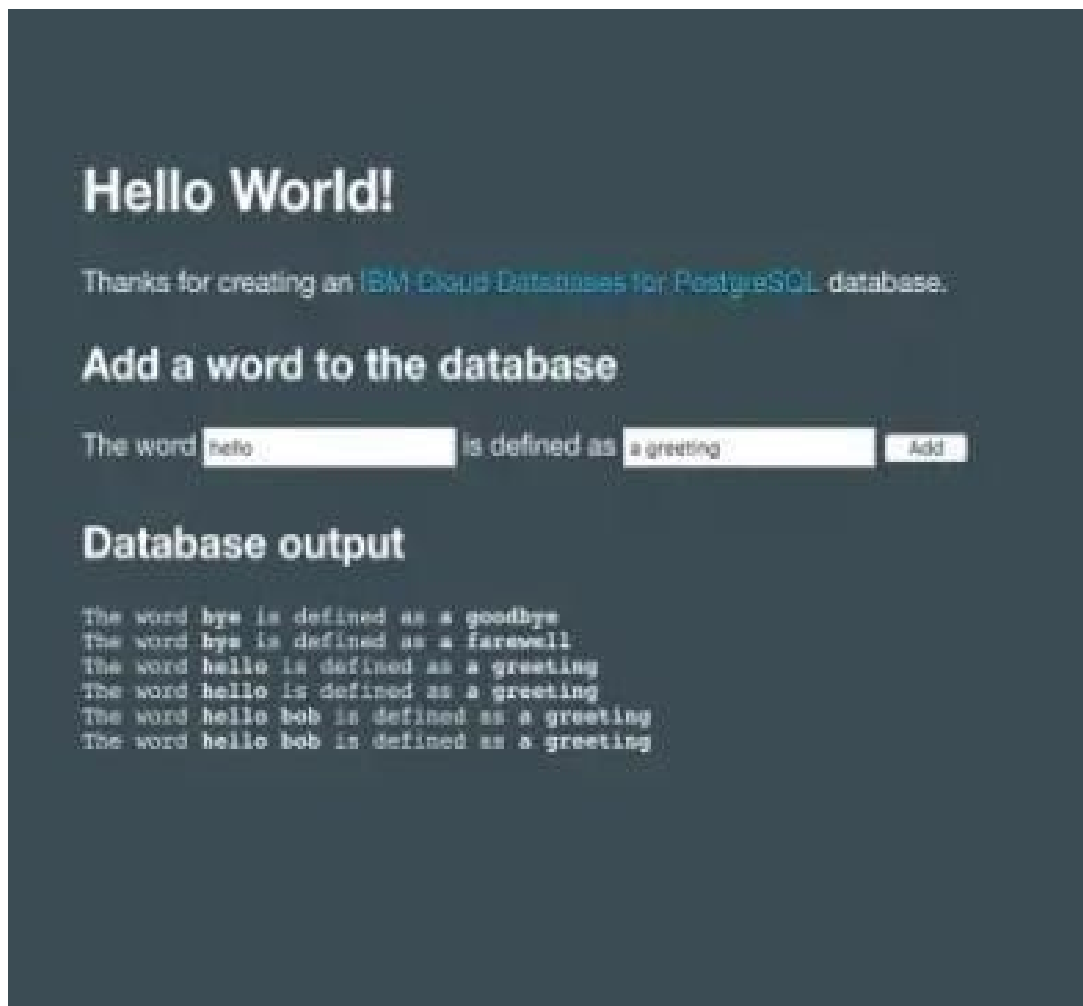 Hello World!
Thanks for creating an IBM Cloud Databases for PostgreSQL database.
Add a word to the database
The word hello is defined as a greeting Add
Database output
The word bye is defined as a goodbye
The word bye is defined as a farewell
The word hello is defined as a greeting
The word hello is defined as a greeting
The word hello bob is defined as a greeting
The word hello bob is defined as a greeting